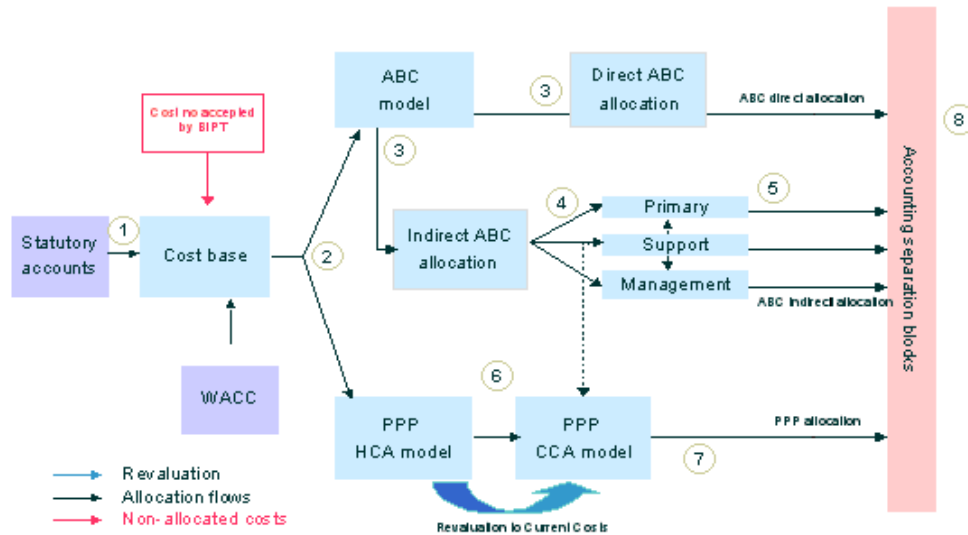 ABC
model
3
Direct ABC
allocation
ABC direct allocation
8
Cost no accepted
by BIPT
3
Statutory
accounts
1
Cost base
2
Indirect ABC
allocation
4
Primary
5
Support
Management
ABC indirect allocation
Accounting separation blocks
WACC
6
PPP
HCA model
PPP
CCA model
7
PPP allocation
Revaluation
Allocation flows
Non-allocated costs
Revaluation to Current Costs